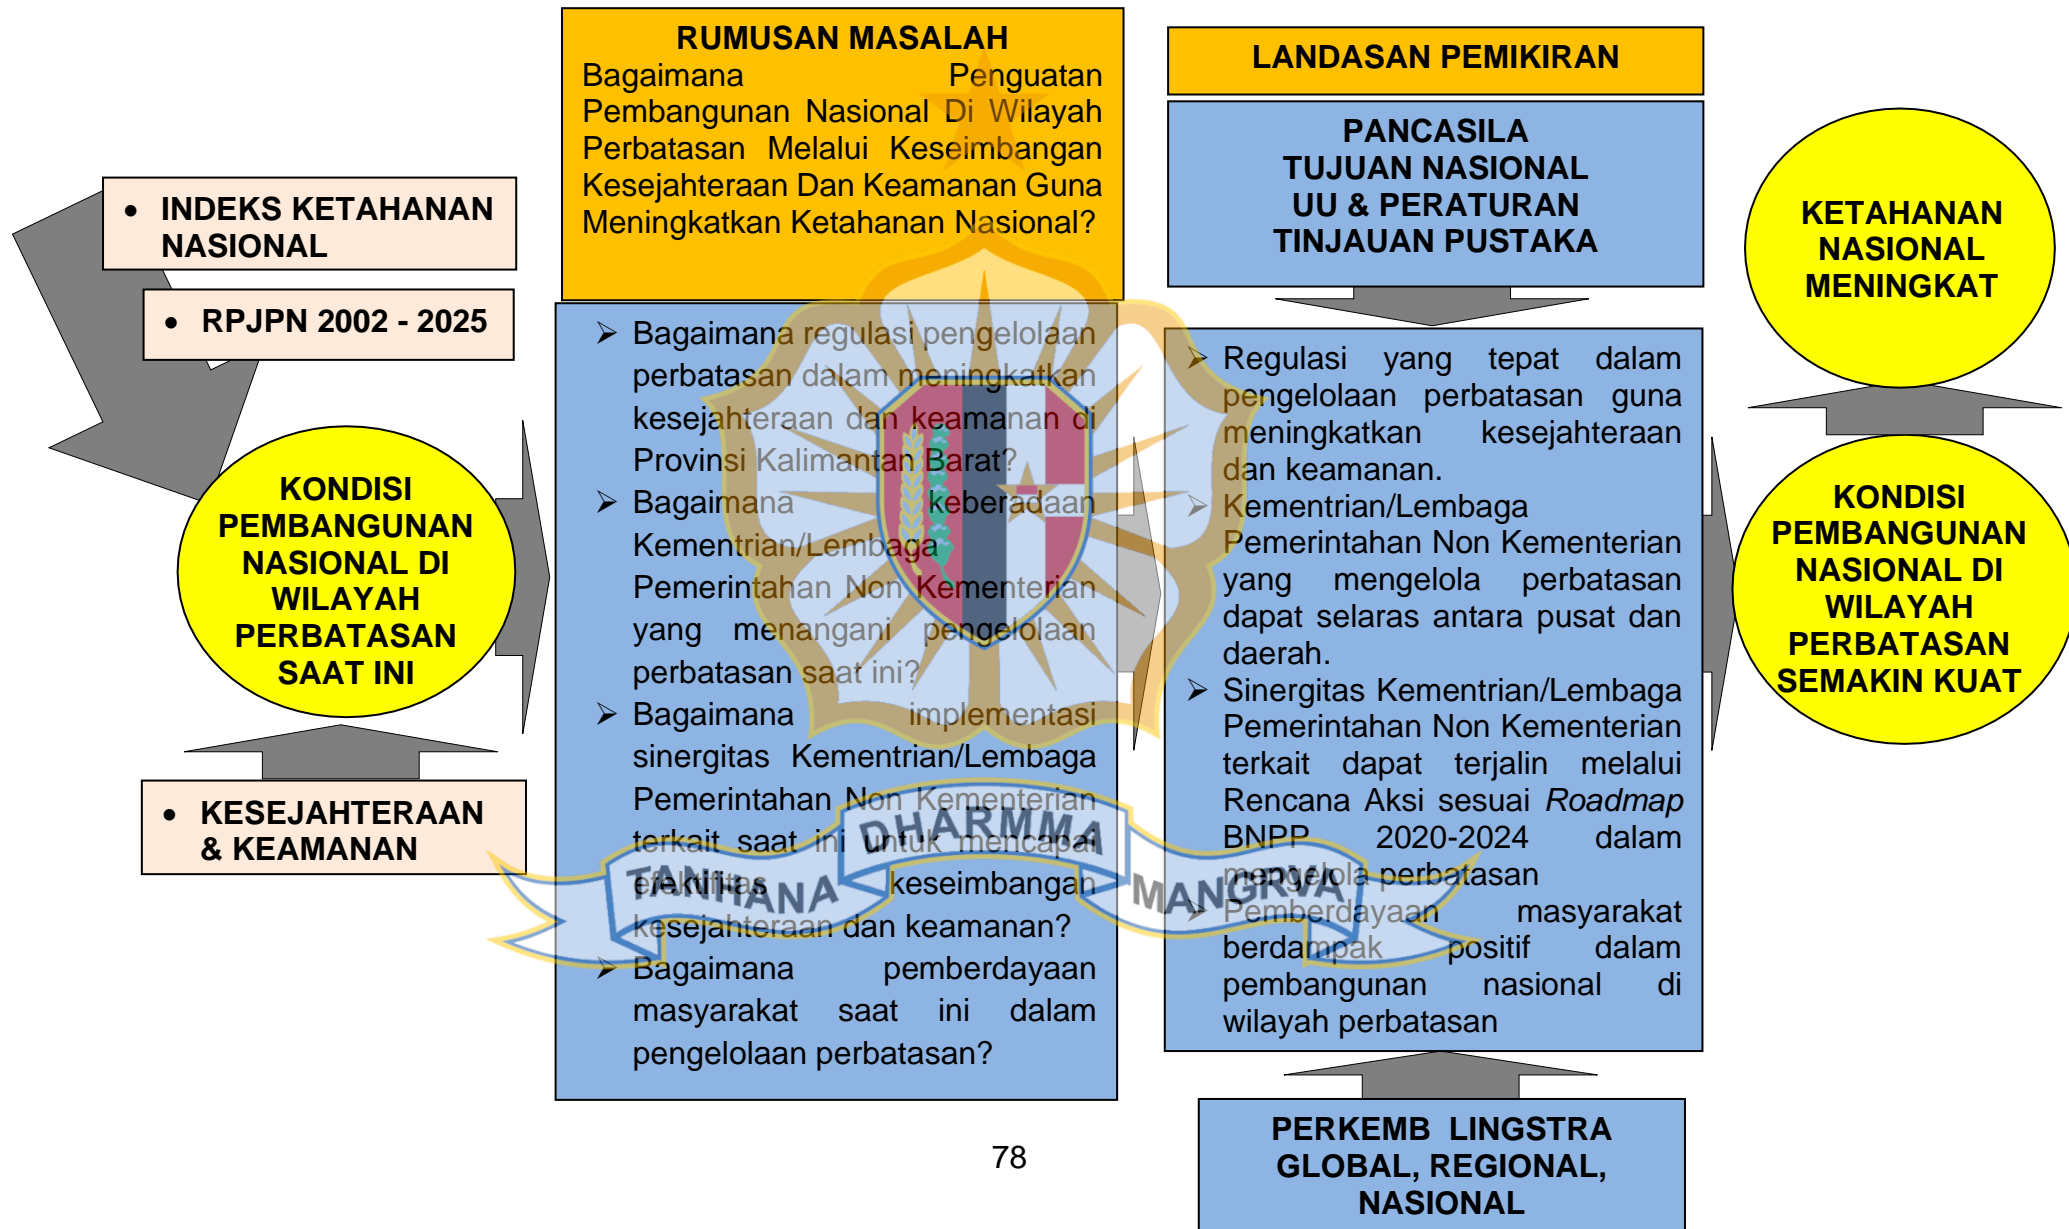 • INDEKS KETAHANAN
NASIONAL
• RPJPN 2002 - 2025
KONDISI
PEMBANGUNAN
NASIONAL DI
WILAYAH
PERBATASAN
SAAT INI
• KESEJAHTERAAN
& KEAMANAN
RUMUSAN MASALAH
Bagaimana Penguatan
Pembangunan Nasional Di Wilayah
Perbatasan Melalui Keseimbangan
Kesejahteraan Dan Keamanan Guna
Meningkatkan Ketahanan Nasional?
➢ Bagaimana regulasi pengelolaan
perbatasan dalam meningkatkan
kesejahteraan dan keamanan di
Provinsi Kalimantan Barat?
➢ Bagaimana keberadaan
Kementrian/Lembaga
Pemerintahan Non Kementerian
yang menangani pengelolaan
perbatasan saat ini?
➢ Bagaimana implementasi
sinergitas Kementrian/Lembaga
Pemerintahan Non Kementerian
terkait saat ini untuk mencapai
efektifitas keseimbangan
kesejahteraan dan keamanan?
➢ Bagaimana pemberdayaan
masyarakat saat ini dalam
pengelolaan perbatasan?
LANDASAN PEMIKIRAN
PANCASILA
TUJUAN NASIONAL
UU & PERATURAN
TINJAUAN PUSTAKA
➢ Regulasi yang tepat dalam
pengelolaan perbatasan guna
meningkatkan kesejahteraan
dan keamanan.
➢ Kementrian/Lembaga
Pemerintahan Non Kementerian
yang mengelola perbatasan
dapat selaras antara pusat dan
daerah.
➢ Sinergitas Kementrian/Lembaga
Pemerintahan Non Kementerian
terkait dapat terjalin melalui
Rencana Aksi sesuai Roadmap
BNPP 2020-2024 dalam
mengelola perbatasan
➢ Pemberdayaan masyarakat
berdampak positif dalam
pembangunan nasional di
wilayah perbatasan
PERKEMB LINGSTRA
GLOBAL, REGIONAL,
NASIONAL
KETAHANAN
NASIONAL
MENINGKAT
KONDISI
PEMBANGUNAN
NASIONAL DI
WILAYAH
PERBATASAN
SEMAKIN KUAT
TANHANA DHARMMA MANGRVA
78